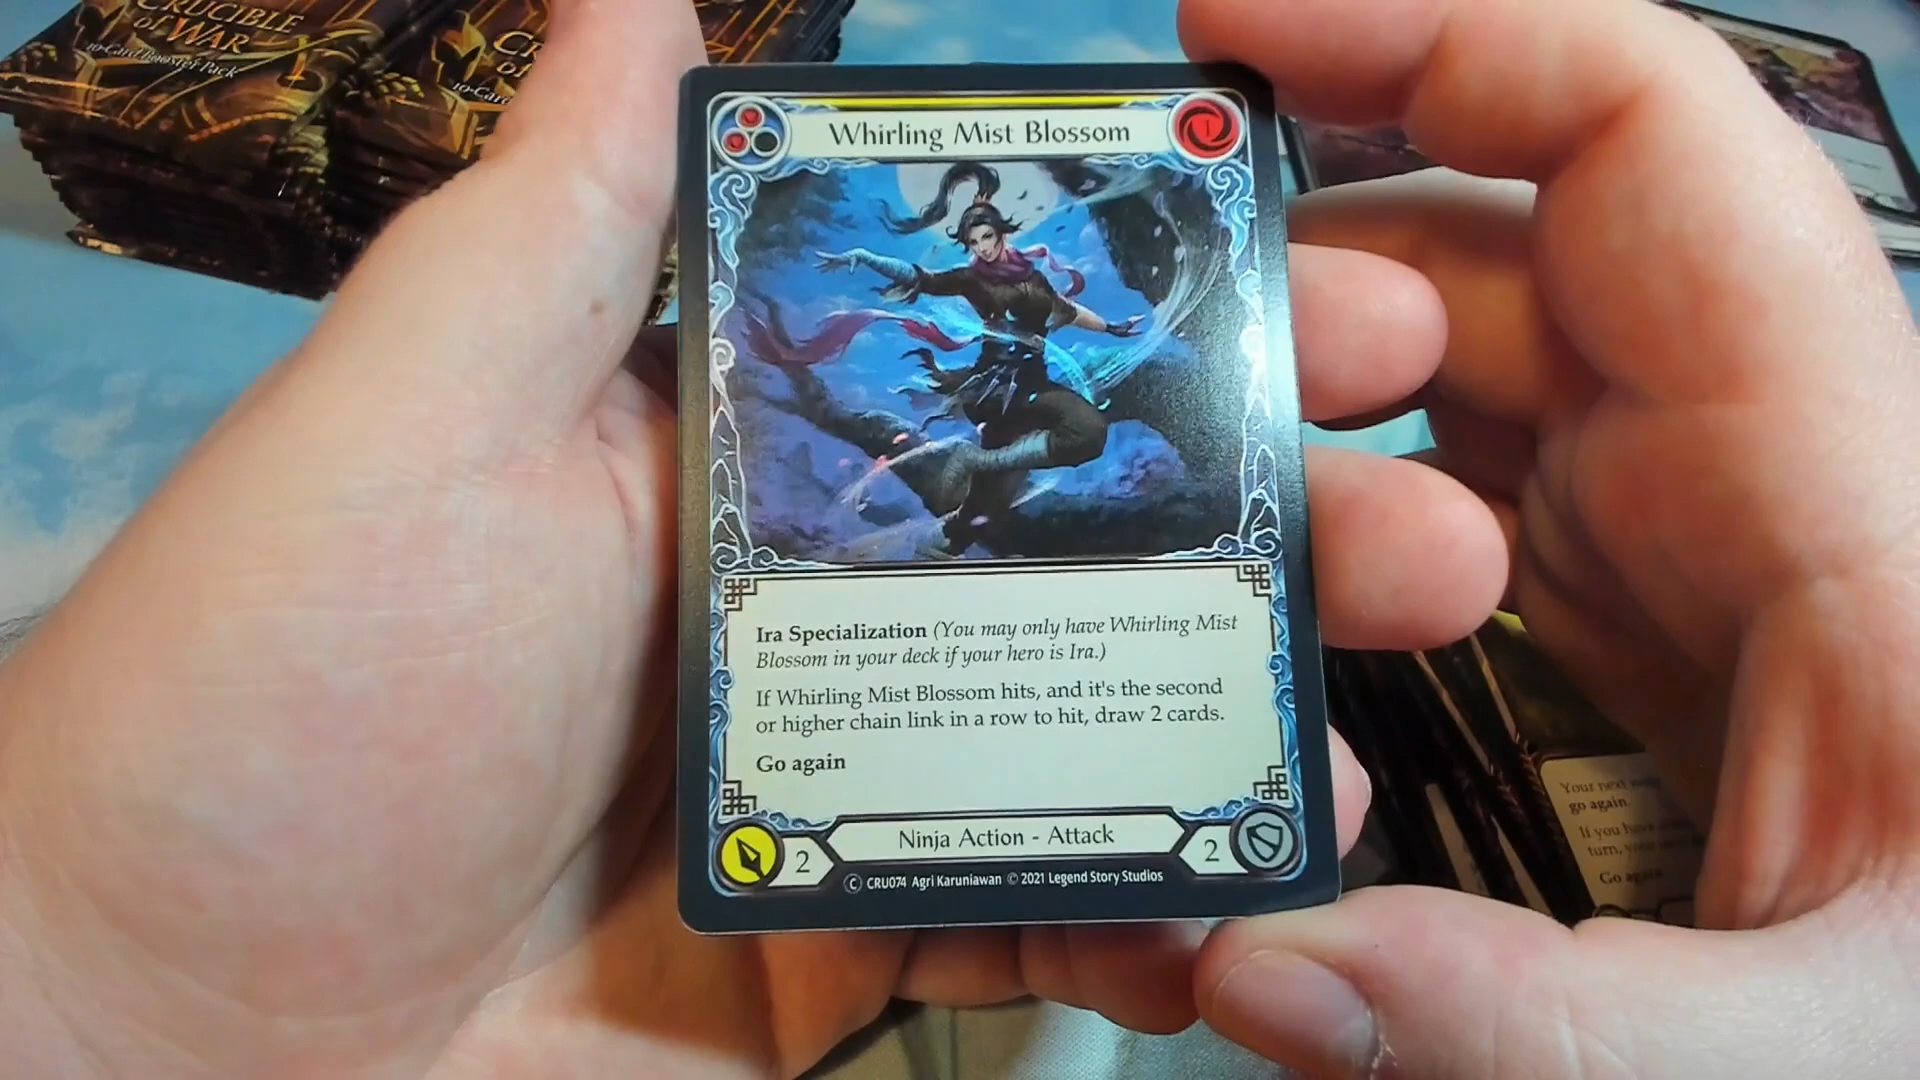 CRUCIBLE
of WAR
10-Card Booster Pack
10-Card
Whirling Mist Blossom
1
Ira Specialization (You may only have Whirling Mist
Blossom in your deck if your hero is Ira.)
If Whirling Mist Blossom hits, and it's the second
or higher chain link in a row to hit, draw 2 cards.
Go again
2
Ninja Action - Attack
2
C CRU074 Agri Karuniawan © 2021 Legend Story Studios
Your next
go again.
If you have
turn,
Go again